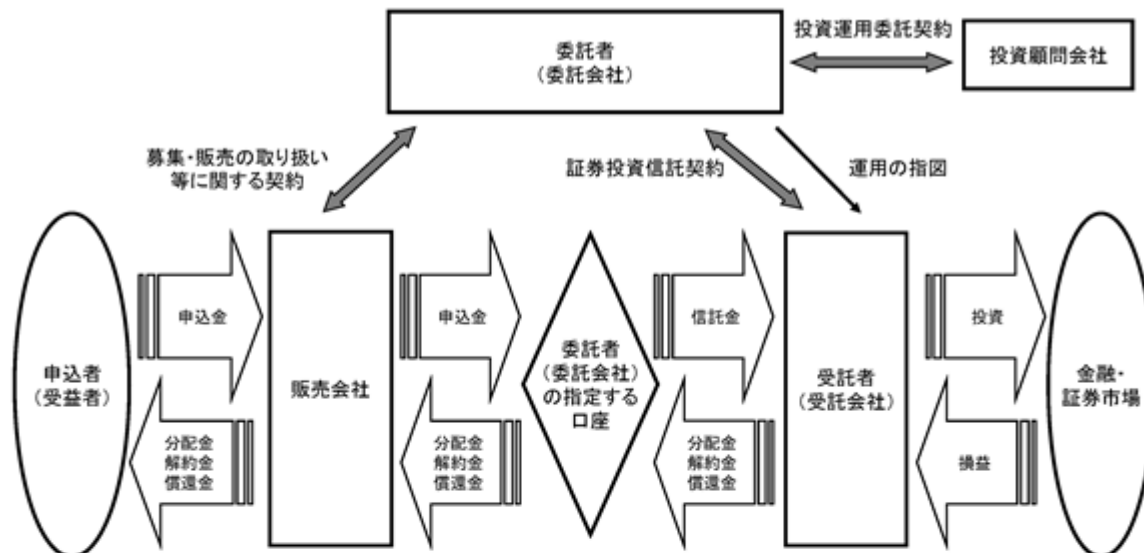 委託者
（委託会社）
投資運用委託契約
投資顧問会社
募集・販売の取り扱い
等に関する契約
証券投資信託契約
運用の指図
申込者
（受益者）
申込金
分配金
解約金
償還金
販売会社
申込金
分配金
解約金
償還金
委託者
（委託会社）
の指定する
口座
信託金
分配金
解約金
償還金
受託者
（受託会社）
投資
損益
金融・
証券市場